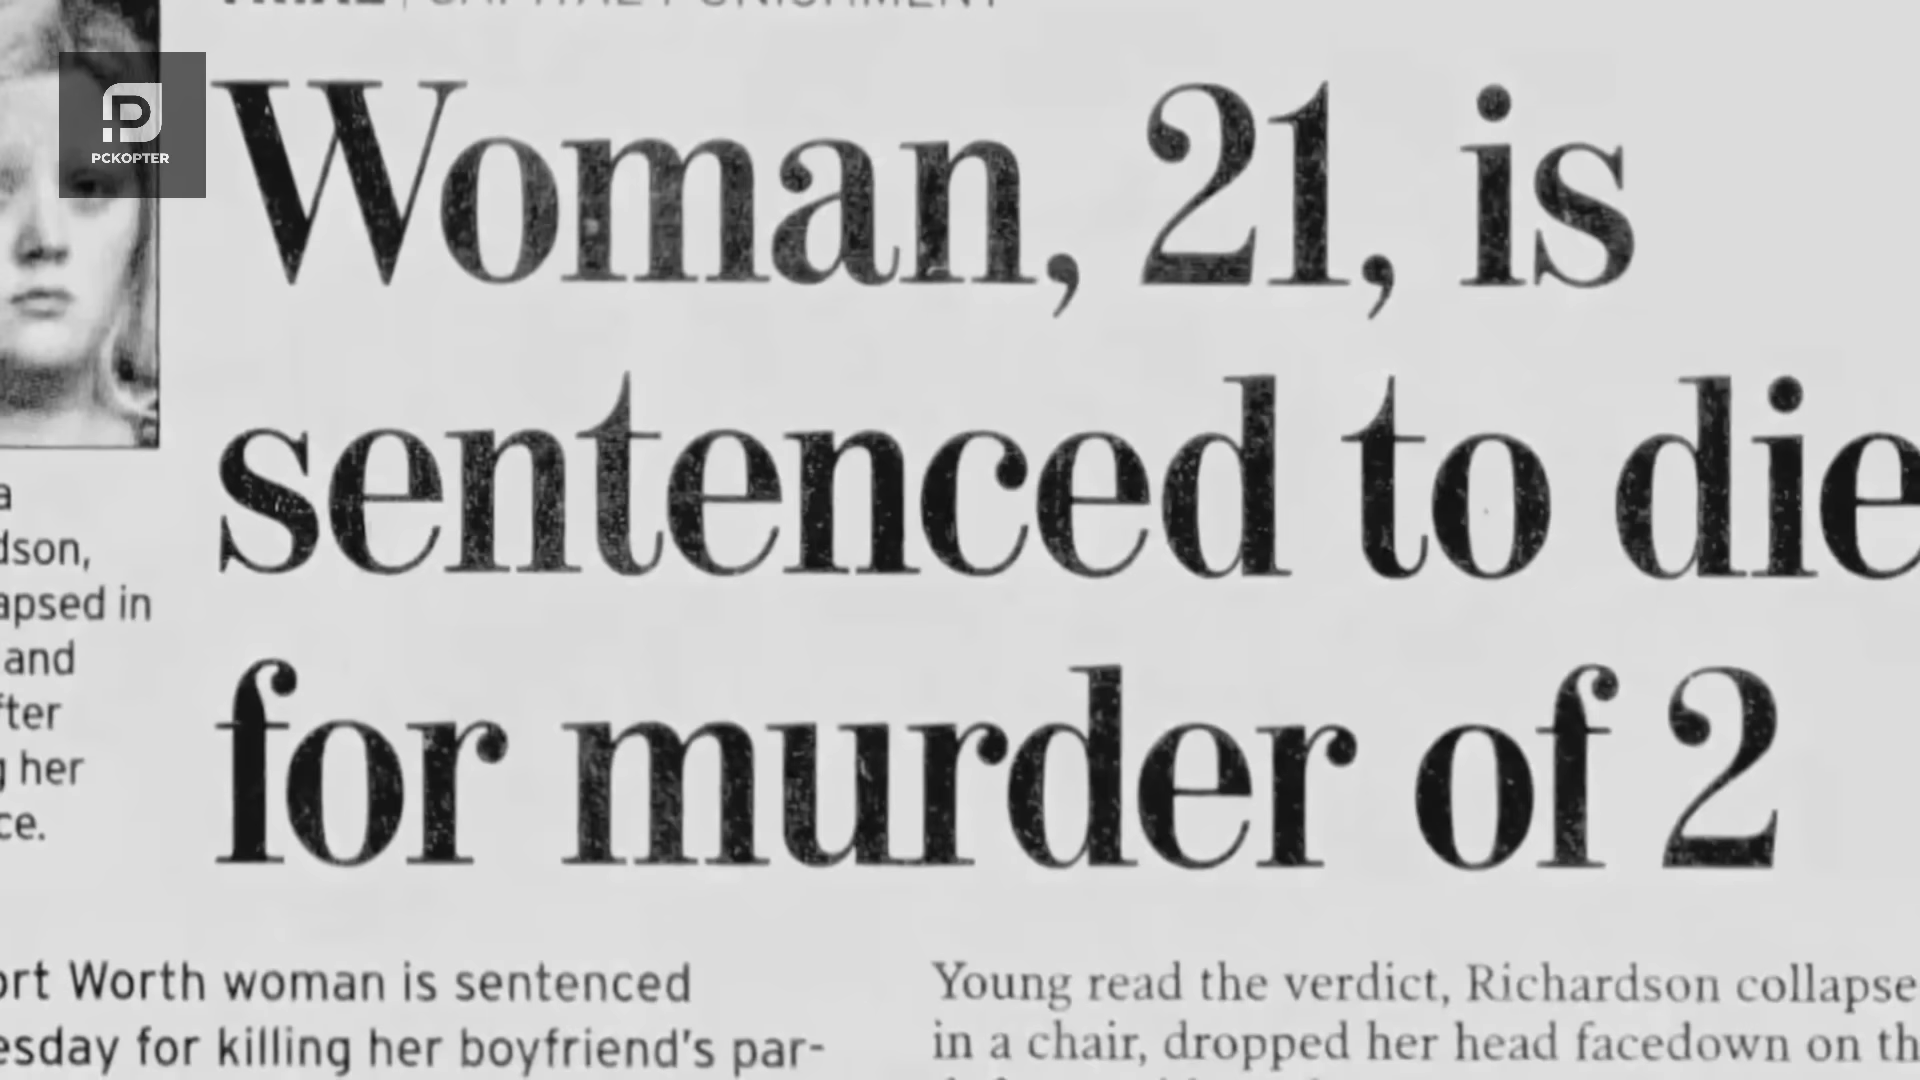 CAPITAL PUNISHMENT
PCKOPTER
Woman, 21, is
sentenced to die
for murder of 2
a
dson,
apsed in
and
fter
g her
ce.
ort Worth woman is sentenced
esday for killing her boyfriend's par-
Young read the verdict, Richardson collapse
in a chair, dropped her head facedown on th